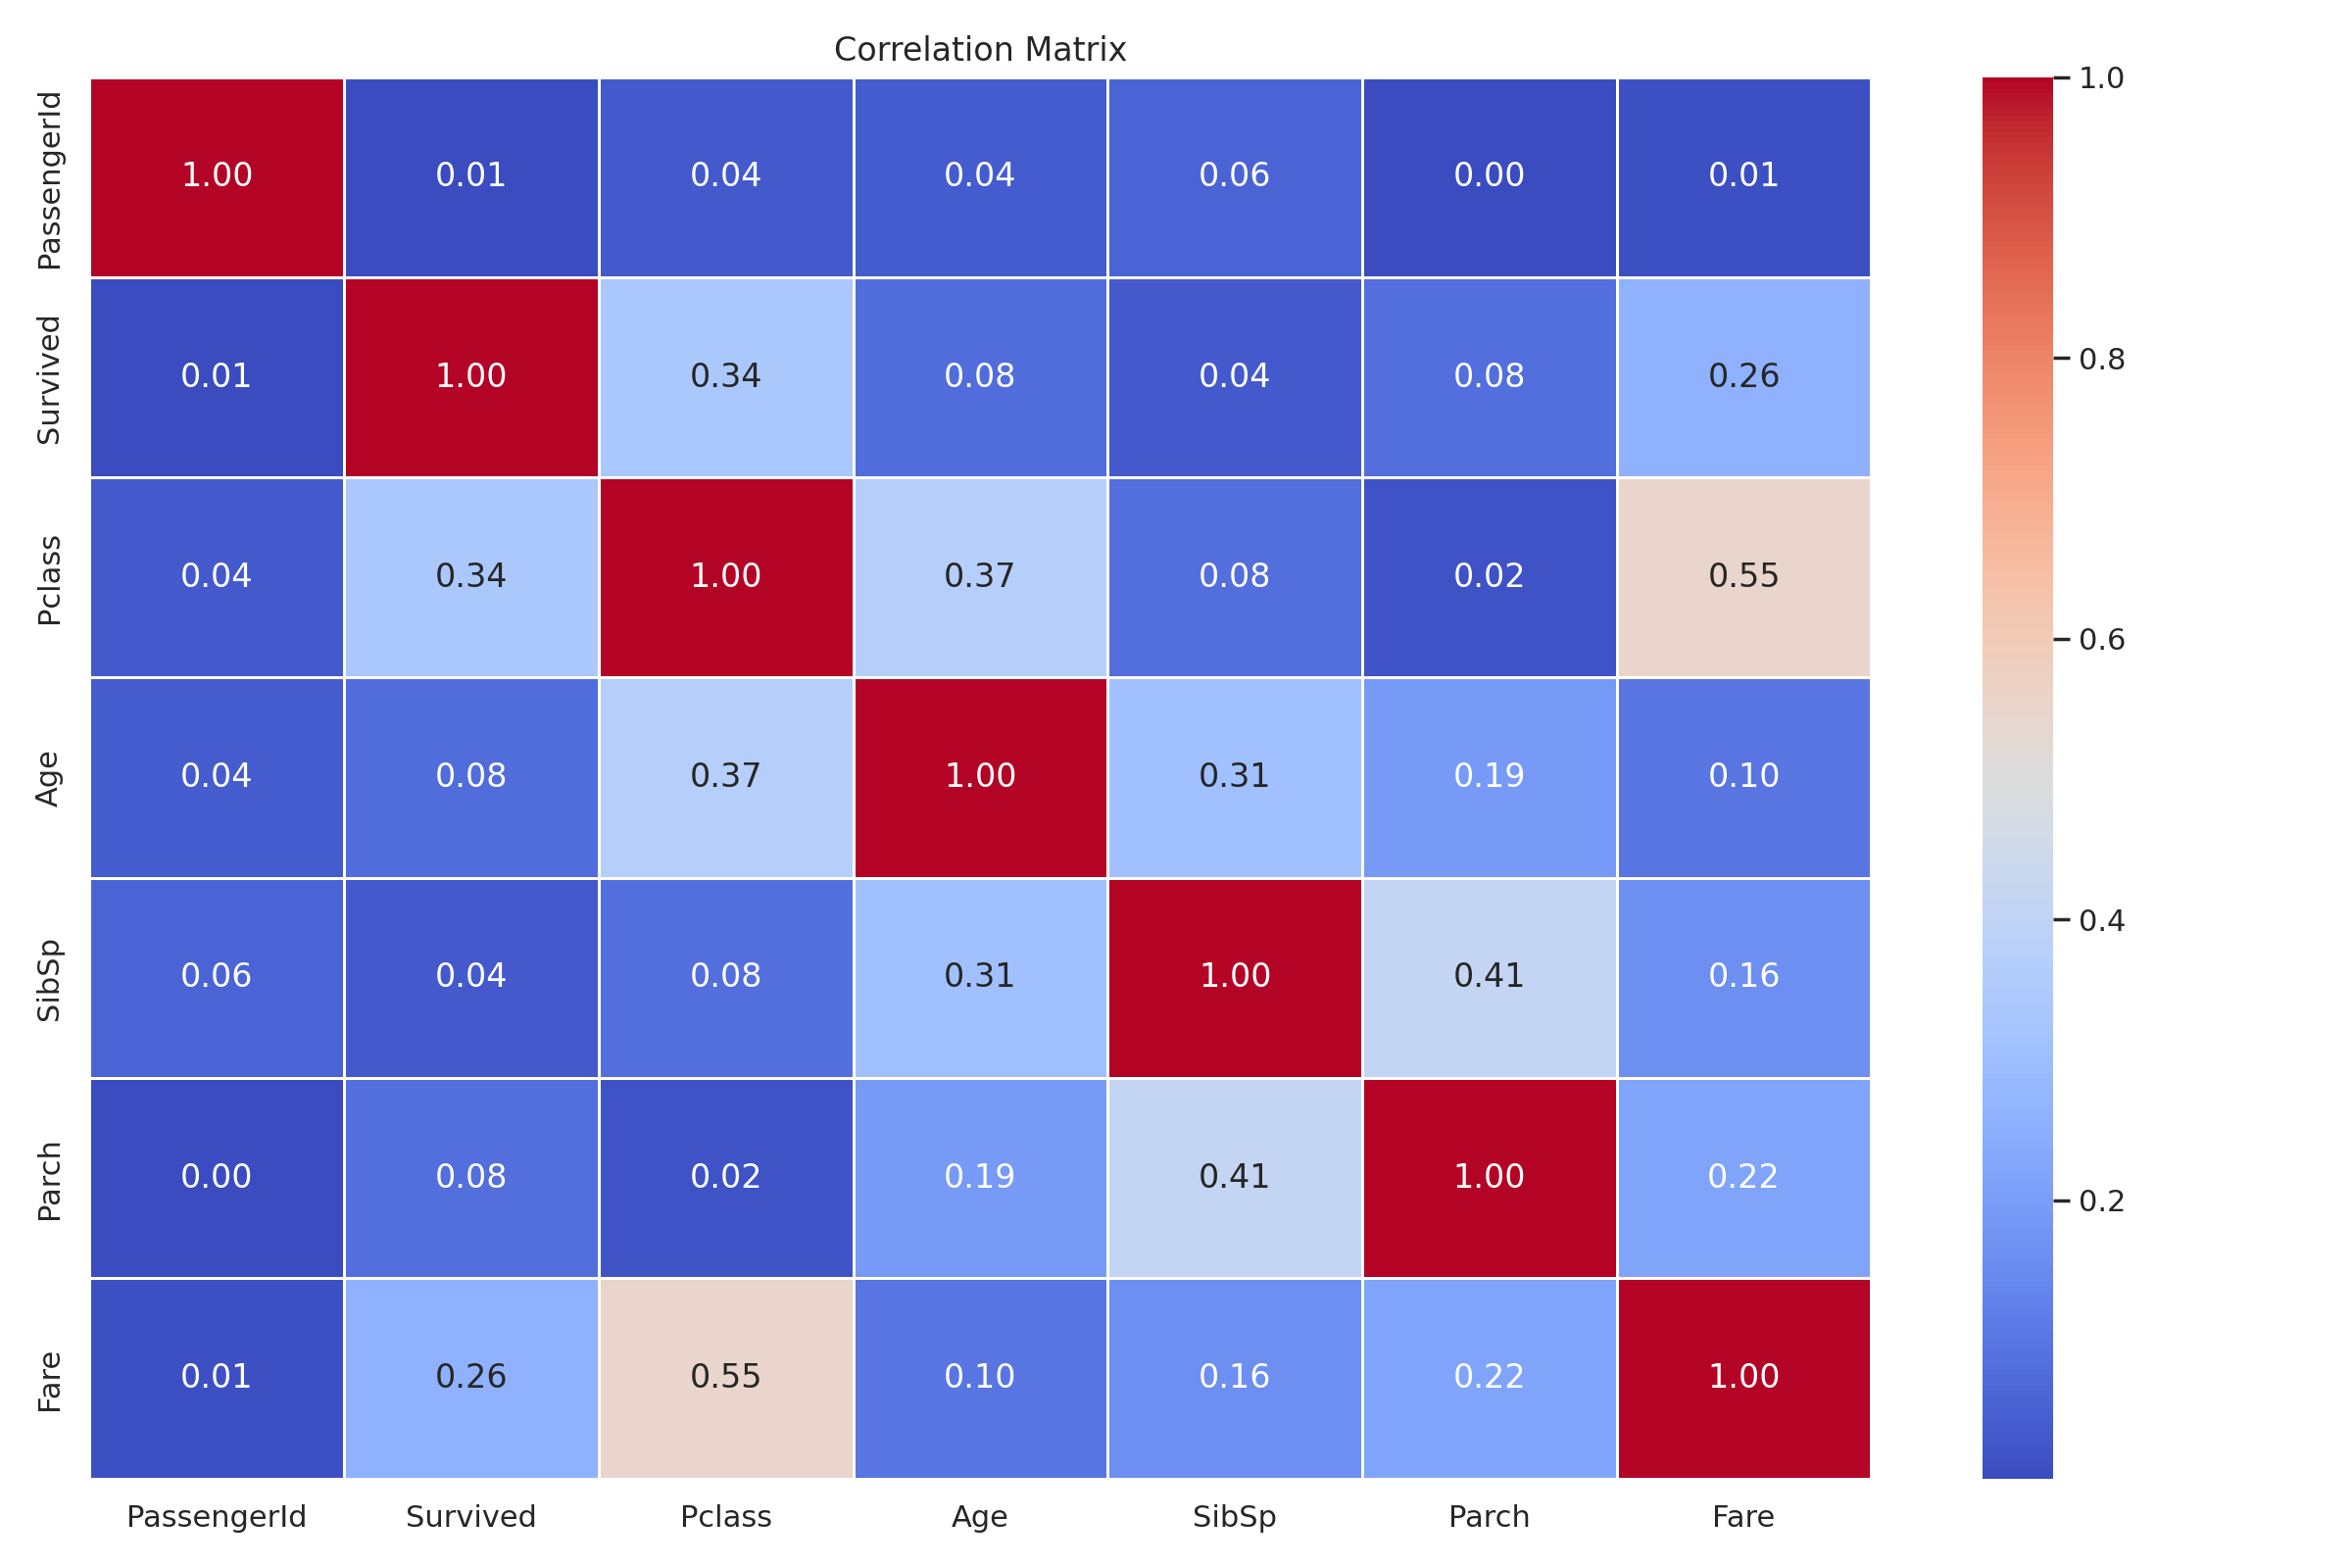 Correlation Matrix
PassengerId 1.00 0.01 0.04 0.04 0.06 0.00 0.01
Survived 0.01 1.00 0.34 0.08 0.04 0.08 0.26
Pclass 0.04 0.34 1.00 0.37 0.08 0.02 0.55
Age 0.04 0.08 0.37 1.00 0.31 0.19 0.10
SibSp 0.06 0.04 0.08 0.31 1.00 0.41 0.16
Parch 0.00 0.08 0.02 0.19 0.41 1.00 0.22
Fare 0.01 0.26 0.55 0.10 0.16 0.22 1.00
PassengerId Survived Pclass Age SibSp Parch Fare
1.0
0.8
0.6
0.4
0.2